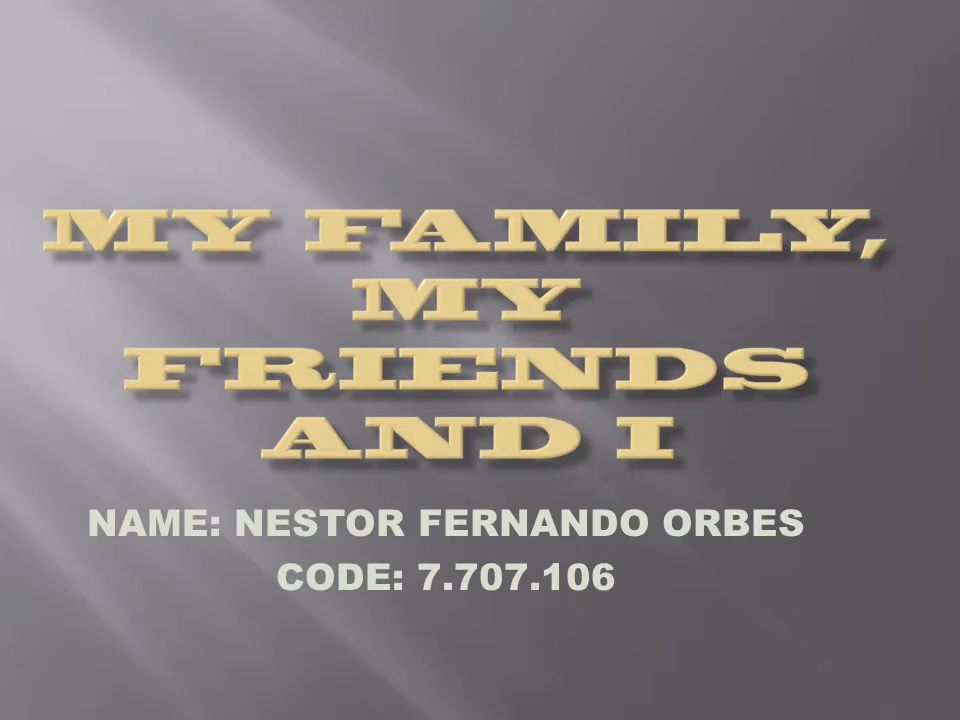 MY FAMILY,
MY
FRIENDS
AND I
NAME: NESTOR FERNANDO ORBES
CODE: 7.707.106